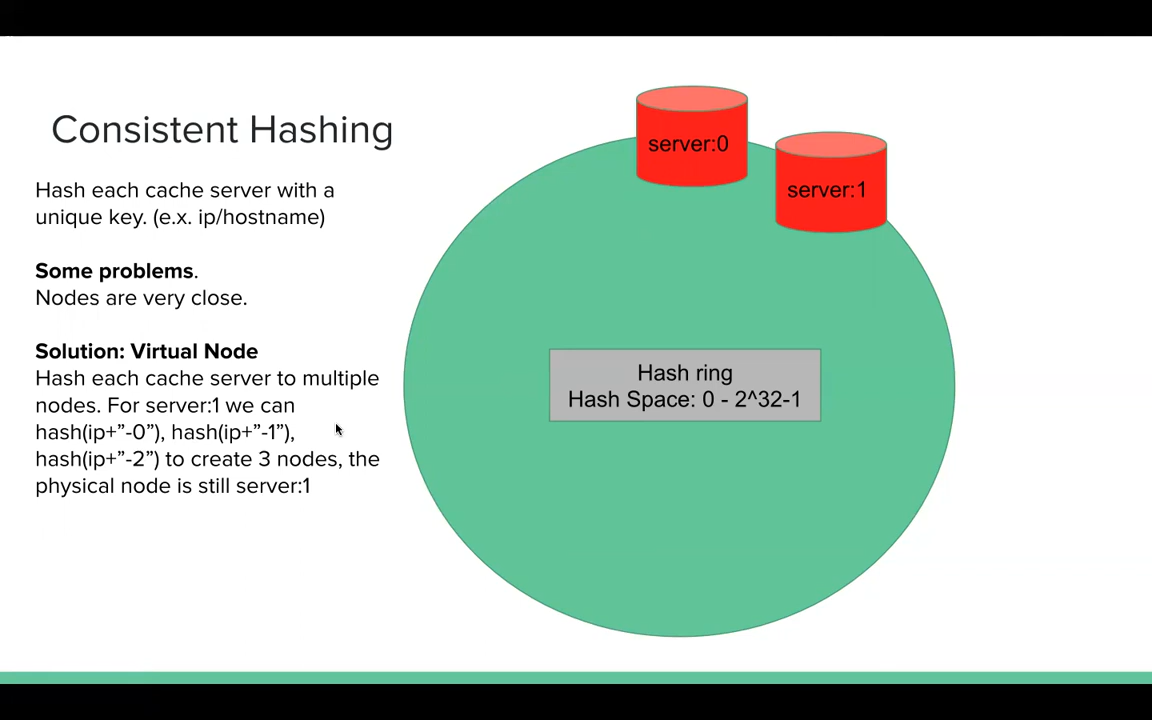 Consistent Hashing
Hash each cache server with a
unique key. (e.x. ip/hostname)
Some problems.
Nodes are very close.
Solution: Virtual Node
Hash each cache server to multiple
nodes. For server:1 we can
hash(ip+”-0”), hash(ip+”-1”),
hash(ip+”-2”) to create 3 nodes, the
physical node is still server:1
server:0
server:1
Hash ring
Hash Space: 0 - 2^32-1